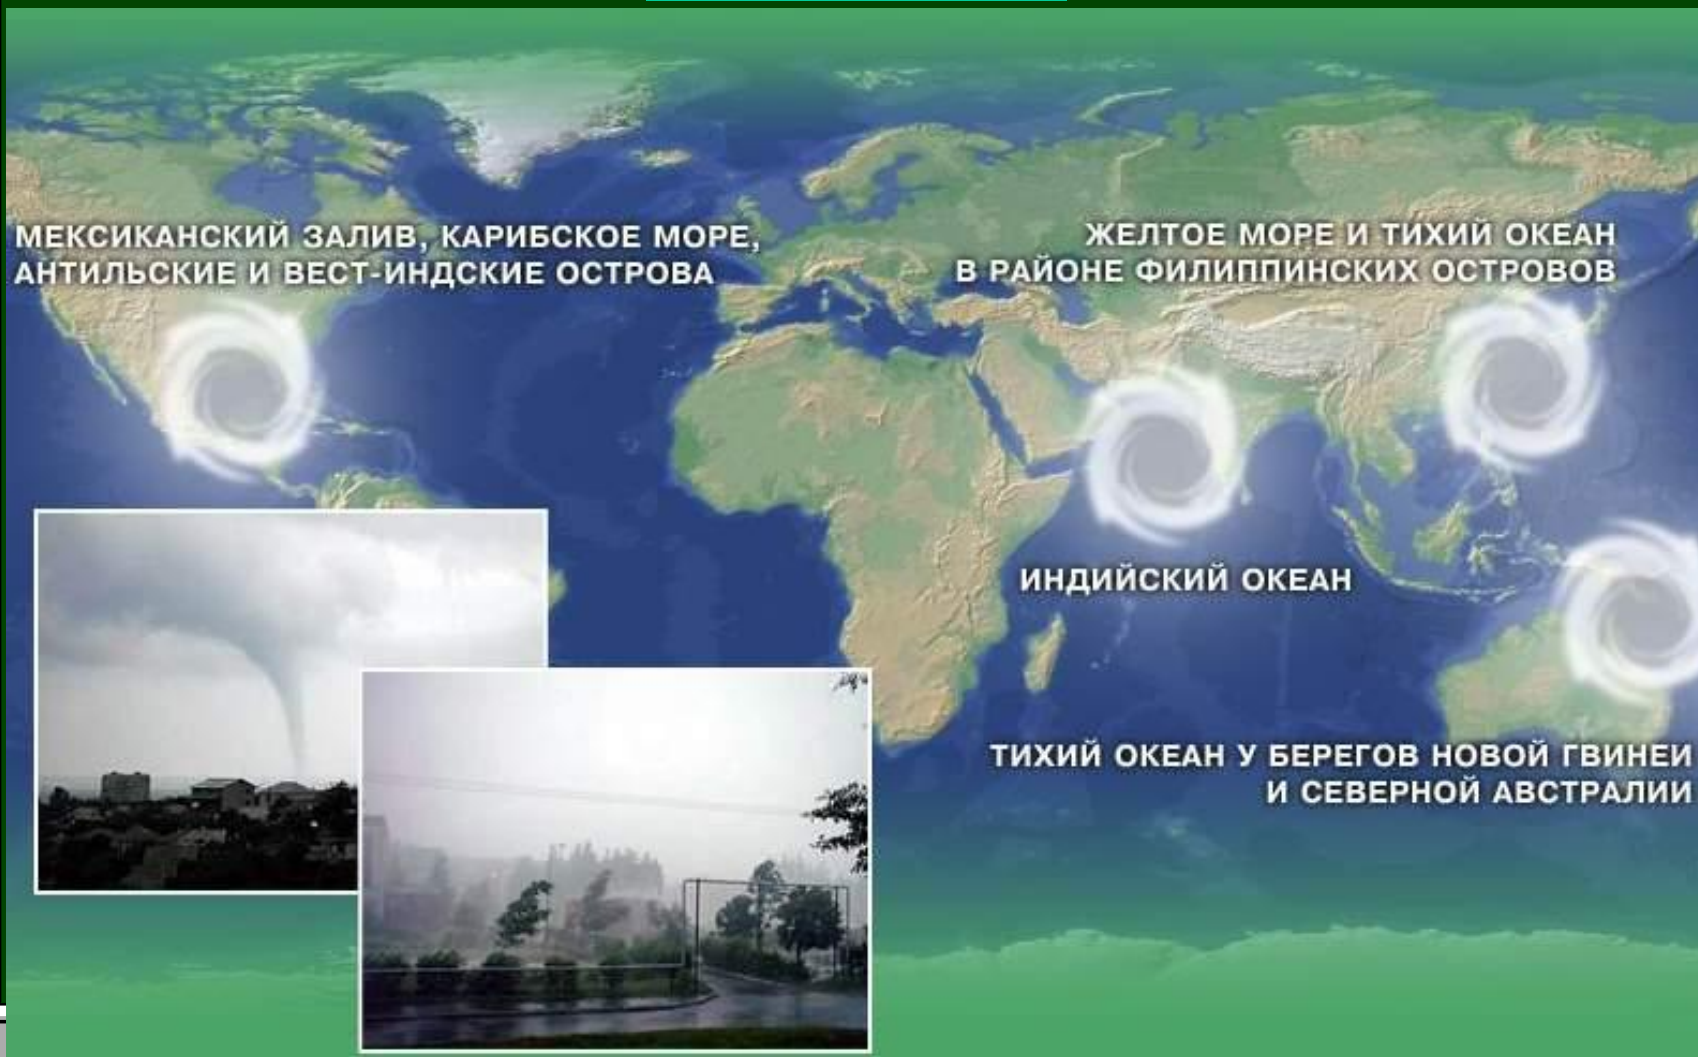 МЕКСИКАНСКИЙ ЗАЛИВ, КАРИБСКОЕ МОРЕ,
АНТИЛЬСКИЕ И ВЕСТ-ИНДСКИЕ ОСТРОВА
ЖЕЛТОЕ МОРЕ И ТИХИЙ ОКЕАН
В РАЙОНЕ ФИЛИППИНСКИХ ОСТРОВОВ
ИНДИЙСКИЙ ОКЕАН
ТИХИЙ ОКЕАН У БЕРЕГОВ НОВОЙ ГВИНЕИ
И СЕВЕРНОЙ АВСТРАЛИИ